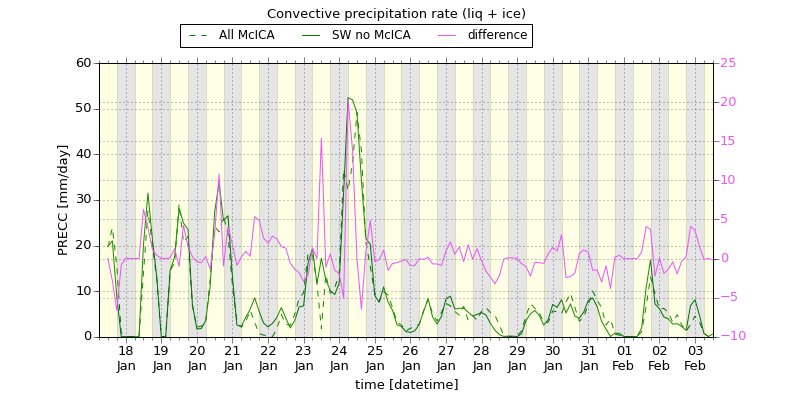 Convective precipitation rate (liq + ice)
All McICA SW no McICA difference
60
50
40
30
20
10
0
PRECC [mm/day]
25
20
15
10
5
0
−5
−10
18 19 20 21 22 23 24 25 26 27 28 29 30 31 01 02 03
Jan Jan Jan Jan Jan Jan Jan Jan Jan Jan Jan Jan Jan Jan Feb Feb Feb
time [datetime]